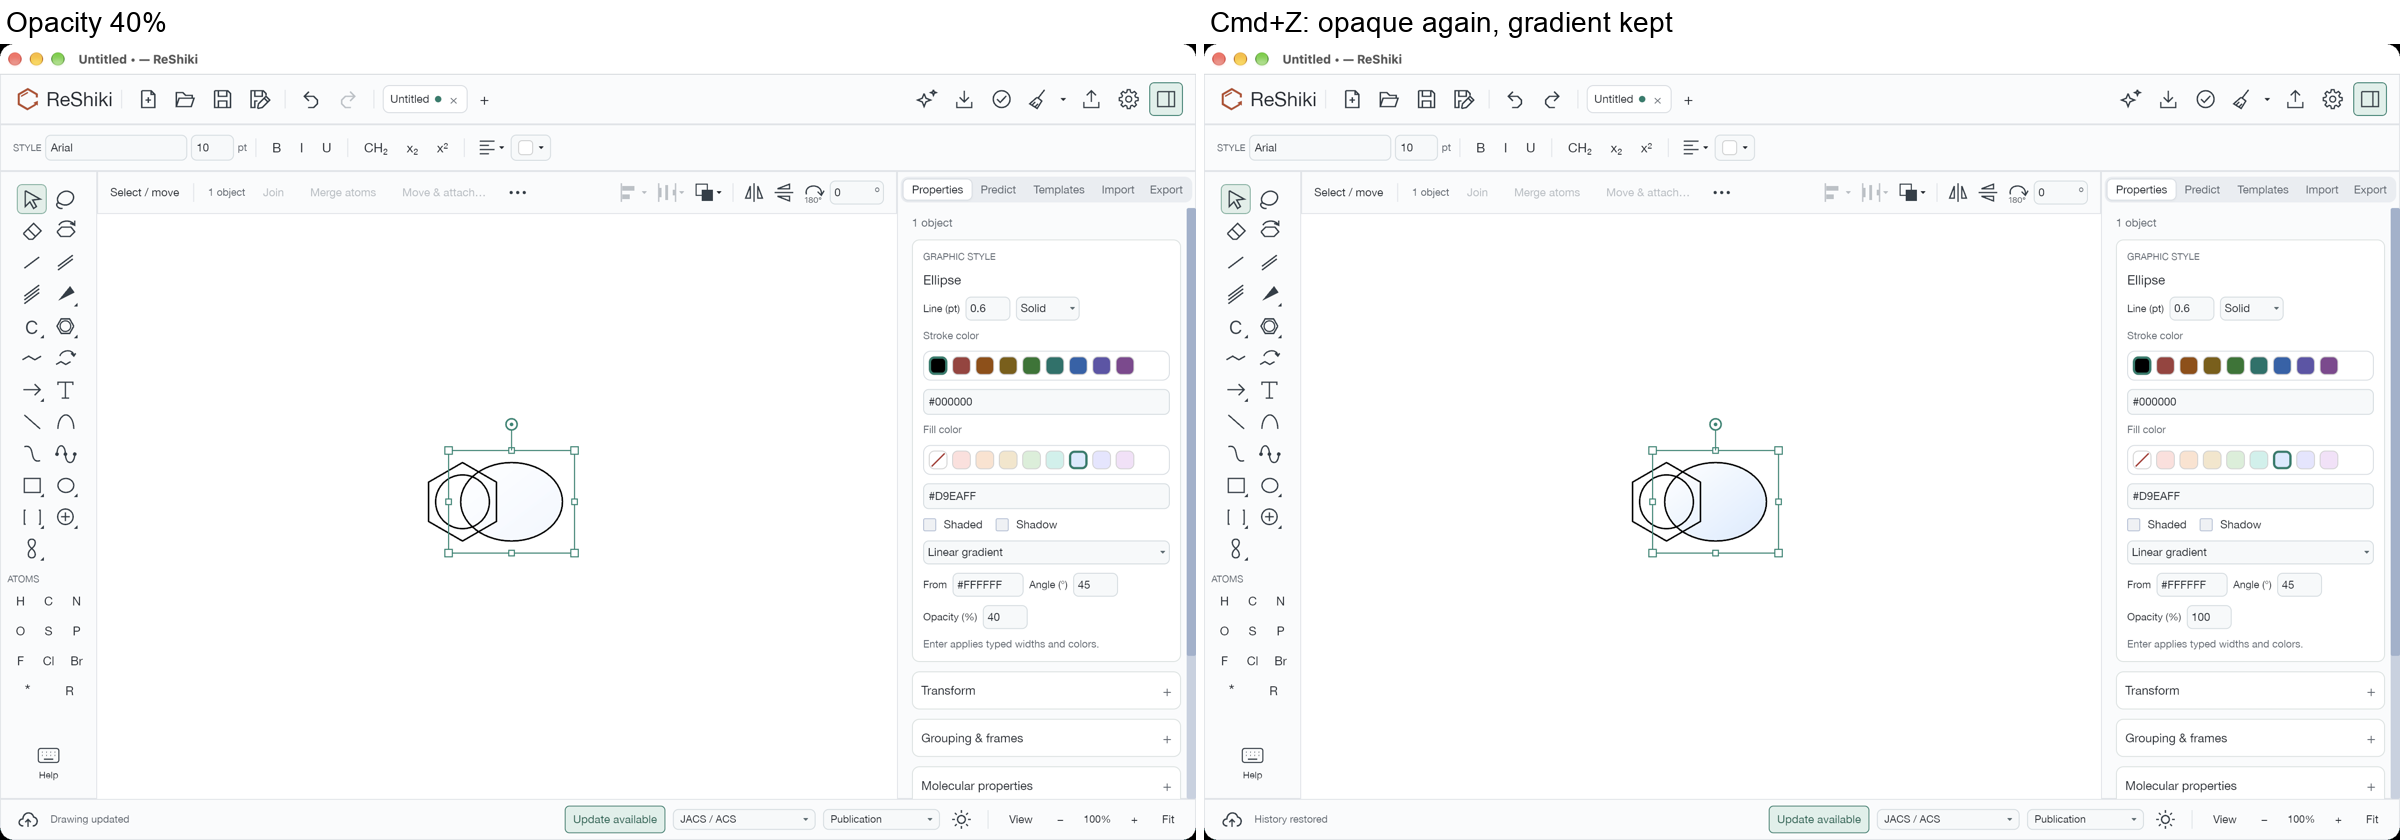 Opacity 40%
Untitled • — ReShiki
ReShiki
Untitled
STYLE Arial 10 pt B I U CH₂ x₂ x²
Select / move 1 object Join Merge atoms Move & attach... 180° 0 °
Properties Predict Templates Import Export
1 object
GRAPHIC STYLE
Ellipse
Line (pt) 0.6 Solid
Stroke color
#000000
Fill color
#D9EAFF
Shaded Shadow
Linear gradient
From #FFFFFF Angle (°) 45
Opacity (%) 40
Enter applies typed widths and colors.
Transform +
Grouping & frames +
Molecular properties +
C
T
[ ]
ATOMS
H C N
O S P
F Cl Br
* R
Help
Drawing updated Update available JACS / ACS Publication View − 100% + Fit
Cmd+Z: opaque again, gradient kept
Untitled • — ReShiki
ReShiki
Untitled
STYLE Arial 10 pt B I U CH₂ x₂ x²
Select / move 1 object Join Merge atoms Move & attach... 180° 0 °
Properties Predict Templates Import Export
1 object
GRAPHIC STYLE
Ellipse
Line (pt) 0.6 Solid
Stroke color
#000000
Fill color
#D9EAFF
Shaded Shadow
Linear gradient
From #FFFFFF Angle (°) 45
Opacity (%) 100
Enter applies typed widths and colors.
Transform +
Grouping & frames +
Molecular properties +
C
T
[ ]
ATOMS
H C N
O S P
F Cl Br
* R
Help
History restored Update available JACS / ACS Publication View − 100% + Fit